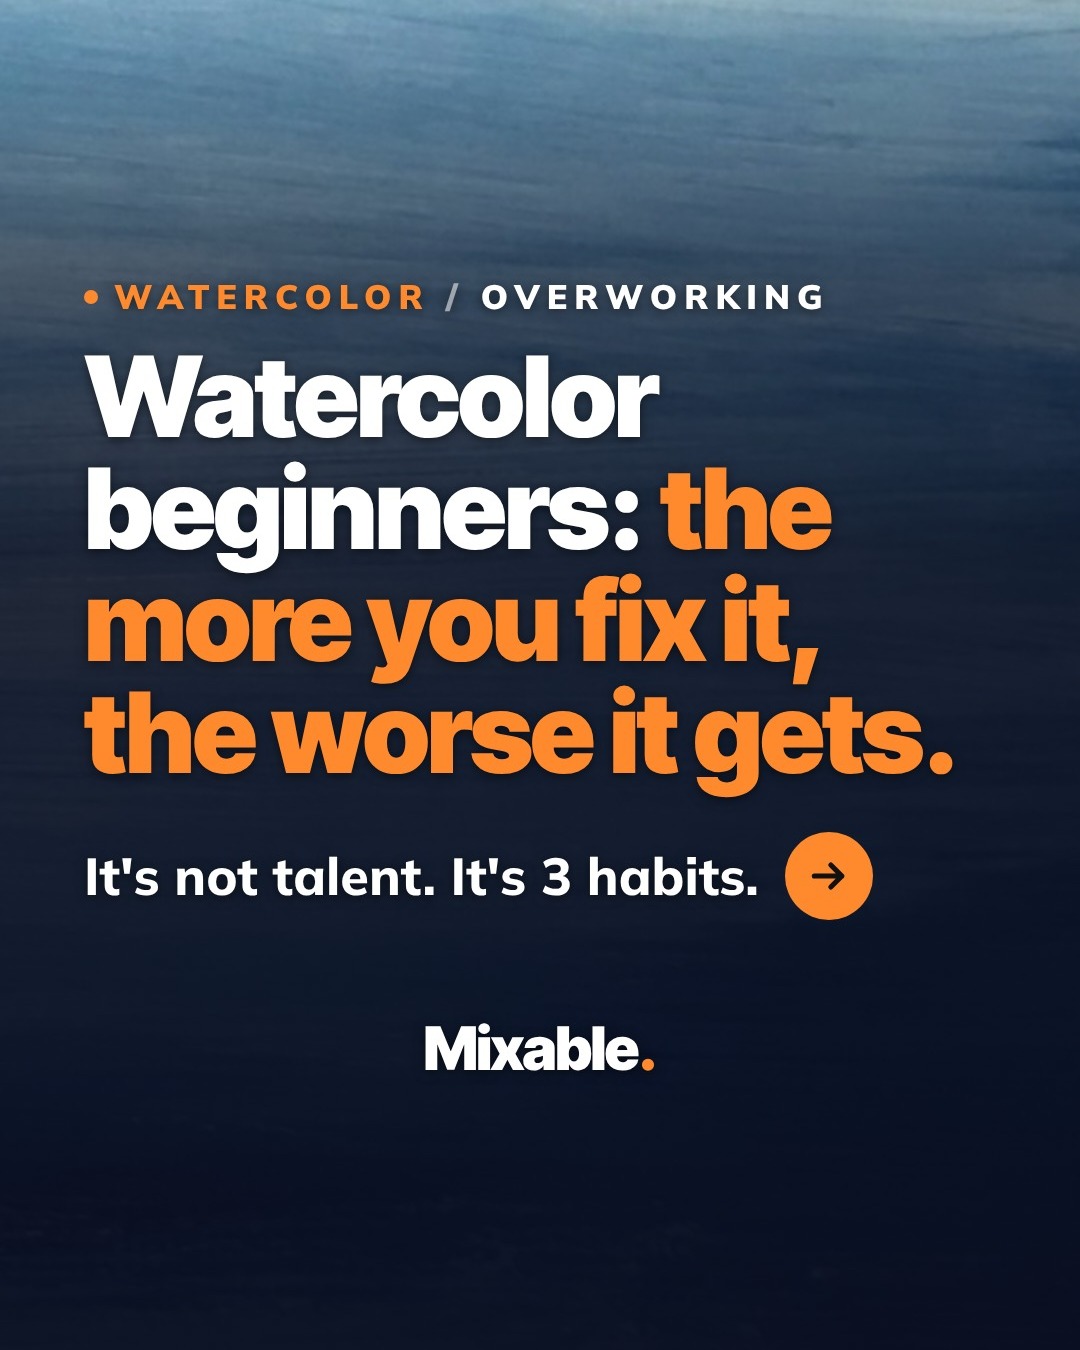 • WATERCOLOR / OVERWORKING
Watercolor
beginners: the
more you fix it,
the worse it gets.
It's not talent. It's 3 habits. →
Mixable.